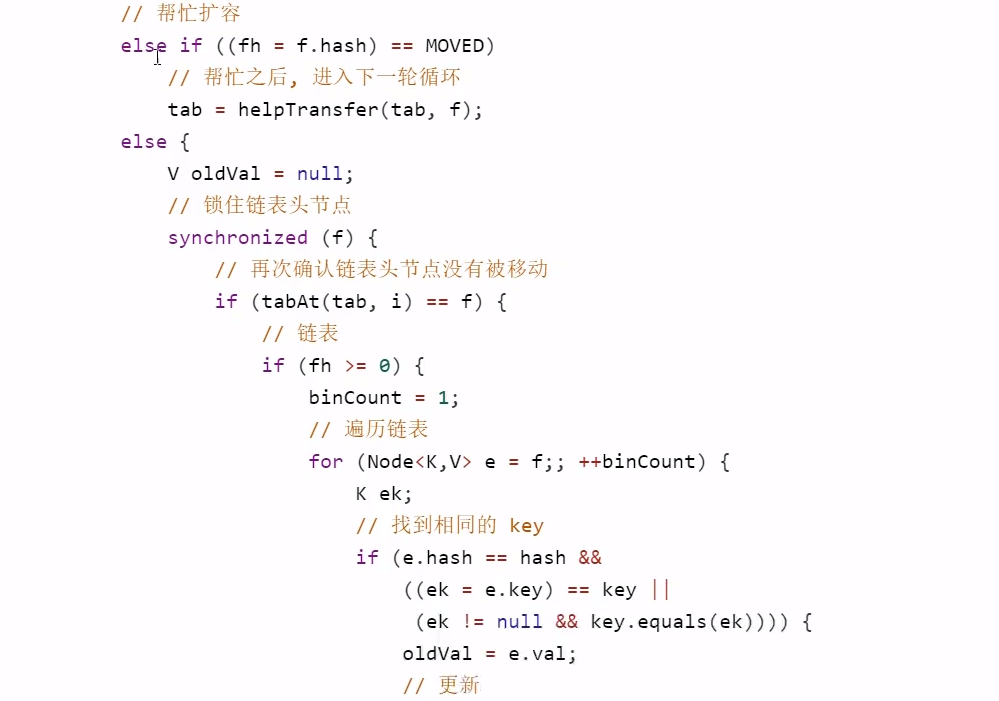 // 帮忙扩容
else if ((fh = f.hash) == MOVED)
// 帮忙之后, 进入下一轮循环
tab = helpTransfer(tab, f);
else {
V oldVal = null;
// 锁住链表头节点
synchronized (f) {
// 再次确认链表头节点没有被移动
if (tabAt(tab, i) == f) {
// 链表
if (fh >= 0) {
binCount = 1;
// 遍历链表
for (Node<K,V> e = f;; ++binCount) {
K ek;
// 找到相同的 key
if (e.hash == hash &&
((ek = e.key) == key ||
(ek != null && key.equals(ek)))) {
oldVal = e.val;
// 更新